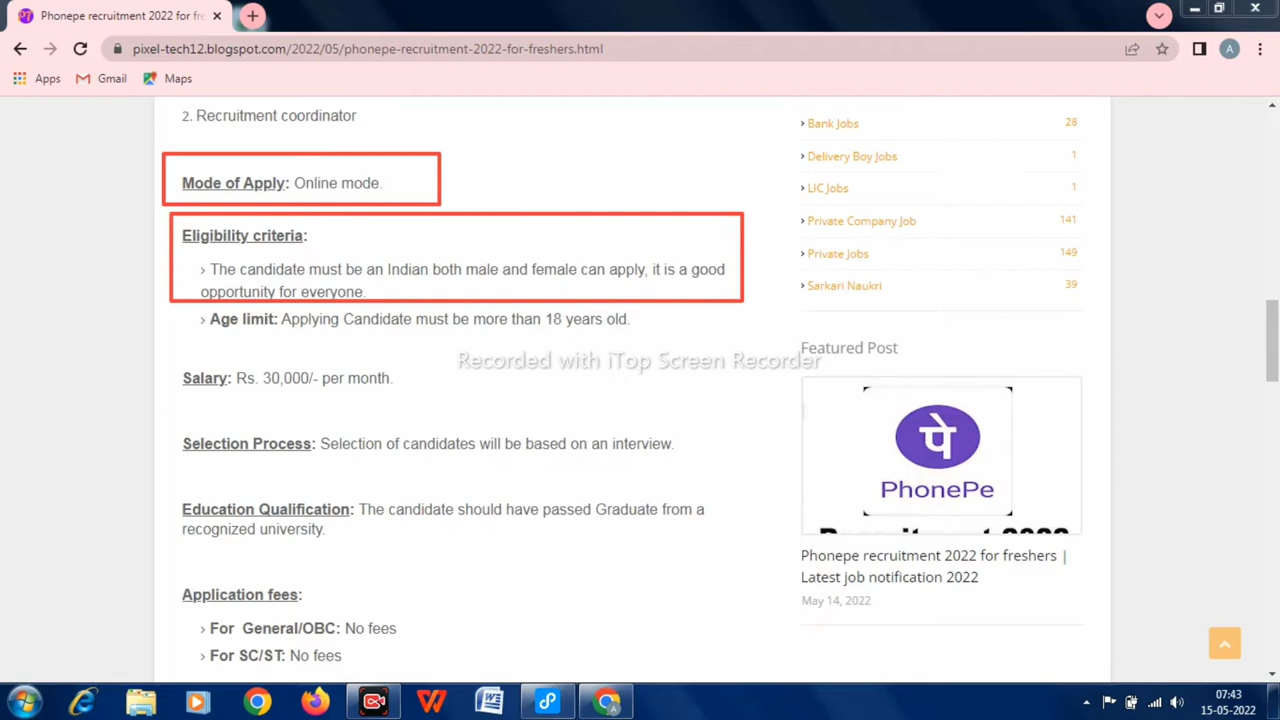 Phonepe recruitment 2022 for fre
pixel-tech12.blogspot.com/2022/05/phonepe-recruitment-2022-for-freshers.html
A
Apps
Gmail
Maps
2. Recruitment coordinator
Mode of Apply: Online mode.
Eligibility criteria:
› The candidate must be an Indian both male and female can apply, it is a good
opportunity for everyone.
› Age limit: Applying Candidate must be more than 18 years old.
Salary: Rs. 30,000/- per month.
Selection Process: Selection of candidates will be based on an interview.
Education Qualification: The candidate should have passed Graduate from a
recognized university.
Application fees:
› For General/OBC: No fees
› For SC/ST: No fees
› Bank Jobs 28
› Delivery Boy Jobs 1
› LIC Jobs 1
› Private Company Job 141
› Private Jobs 149
› Sarkari Naukri 39
Featured Post
पे
PhonePe
Recruitment 2022
Phonepe recruitment 2022 for freshers |
Latest job notification 2022
May 14, 2022
Recorded with iTop Screen Recorder
07:43
15-05-2022